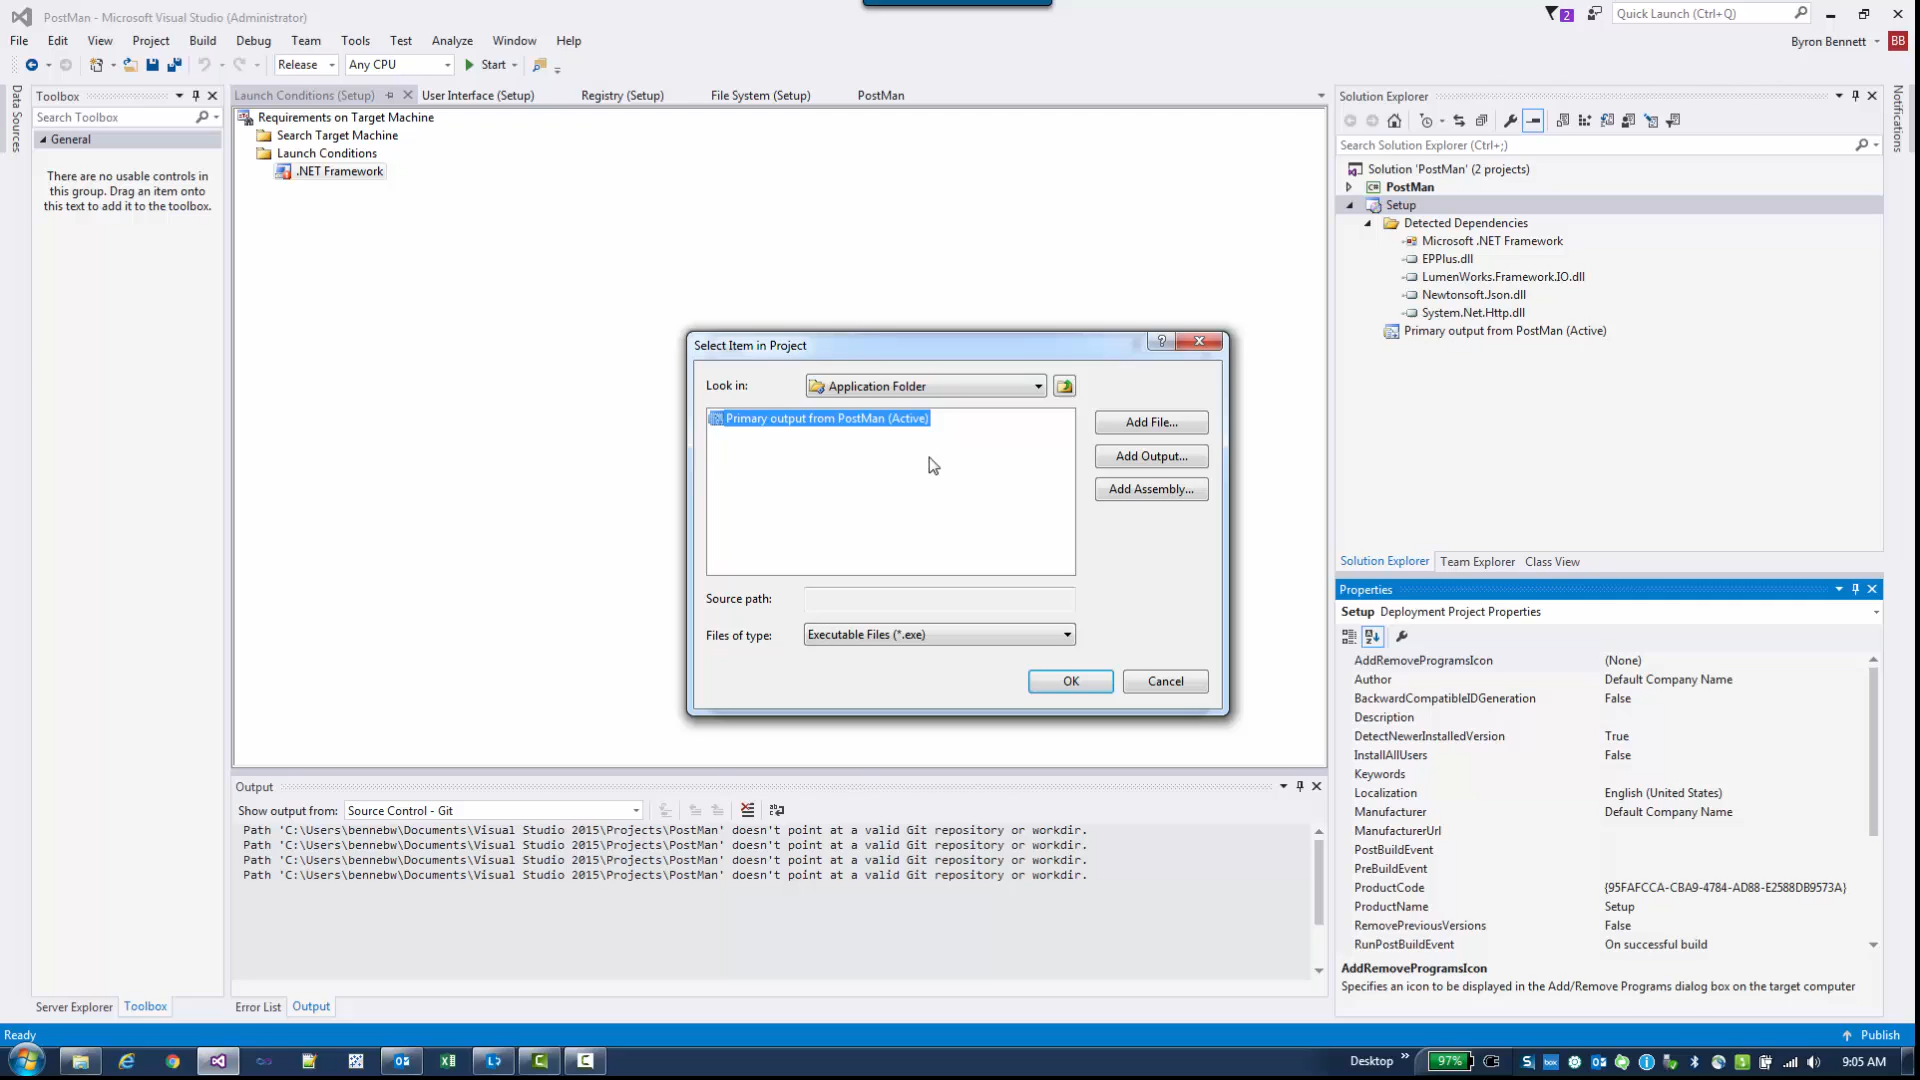 PostMan - Microsoft Visual Studio (Administrator)
2
Quick Launch (Ctrl+Q)
File Edit View Project Build Debug Team Tools Test Analyze Window Help
Byron Bennett BB
Release Any CPU Start
Data Sources
Toolbox
Search Toolbox
General
There are no usable controls in
this group. Drag an item onto
this text to add it to the toolbox.
Launch Conditions (Setup) User Interface (Setup) Registry (Setup) File System (Setup) PostMan
Requirements on Target Machine
Search Target Machine
Launch Conditions
.NET Framework
Select Item in Project
Look in: Application Folder
Primary output from PostMan (Active)
Add File...
Add Output...
Add Assembly...
Source path:
Files of type: Executable Files (*.exe)
OK Cancel
Solution Explorer
Search Solution Explorer (Ctrl+;)
Solution 'PostMan' (2 projects)
C# PostMan
Setup
Detected Dependencies
Microsoft .NET Framework
EPPlus.dll
LumenWorks.Framework.IO.dll
Newtonsoft.Json.dll
System.Net.Http.dll
Primary output from PostMan (Active)
Notifications
Solution Explorer Team Explorer Class View
Properties
Setup Deployment Project Properties
AddRemoveProgramsIcon (None)
Author Default Company Name
BackwardCompatibleIDGeneration False
Description
DetectNewerInstalledVersion True
InstallAllUsers False
Keywords
Localization English (United States)
Manufacturer Default Company Name
ManufacturerUrl
PostBuildEvent
PreBuildEvent
ProductCode {95FAFCCA-CBA9-4784-AD88-E2588DB9573A}
ProductName Setup
RemovePreviousVersions False
RunPostBuildEvent On successful build
AddRemoveProgramsIcon
Specifies an icon to be displayed in the Add/Remove Programs dialog box on the target computer
Output
Show output from: Source Control - Git
Path 'C:\Users\bennebw\Documents\Visual Studio 2015\Projects\PostMan' doesn't point at a valid Git repository or workdir.
Path 'C:\Users\bennebw\Documents\Visual Studio 2015\Projects\PostMan' doesn't point at a valid Git repository or workdir.
Path 'C:\Users\bennebw\Documents\Visual Studio 2015\Projects\PostMan' doesn't point at a valid Git repository or workdir.
Path 'C:\Users\bennebw\Documents\Visual Studio 2015\Projects\PostMan' doesn't point at a valid Git repository or workdir.
Server Explorer Toolbox
Error List Output
Ready
Publish
Desktop 97% 9:05 AM